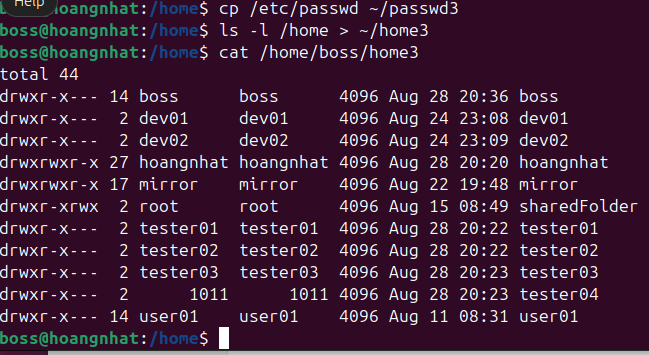 Help
boss@hoangnhat:/home$ cp /etc/passwd ~/passwd3
boss@hoangnhat:/home$ ls -l /home > ~/home3
boss@hoangnhat:/home$ cat /home/boss/home3
total 44
drwxr-x--- 14 boss      boss      4096 Aug 28 20:36 boss
drwxr-x---  2 dev01     dev01     4096 Aug 24 23:08 dev01
drwxr-x---  2 dev02     dev02     4096 Aug 24 23:09 dev02
drwxrwxr-x 27 hoangnhat hoangnhat 4096 Aug 28 20:20 hoangnhat
drwxrwxr-x 17 mirror    mirror    4096 Aug 22 19:48 mirror
drwxr-xrwx  2 root      root      4096 Aug 15 08:49 sharedFolder
drwxr-x---  2 tester01  tester01  4096 Aug 28 20:22 tester01
drwxr-x---  2 tester02  tester02  4096 Aug 28 20:22 tester02
drwxr-x---  2 tester03  tester03  4096 Aug 28 20:23 tester03
drwxr-x---  2      1011      1011 4096 Aug 28 20:23 tester04
drwxr-x--- 14 user01    user01    4096 Aug 11 08:31 user01
boss@hoangnhat:/home$